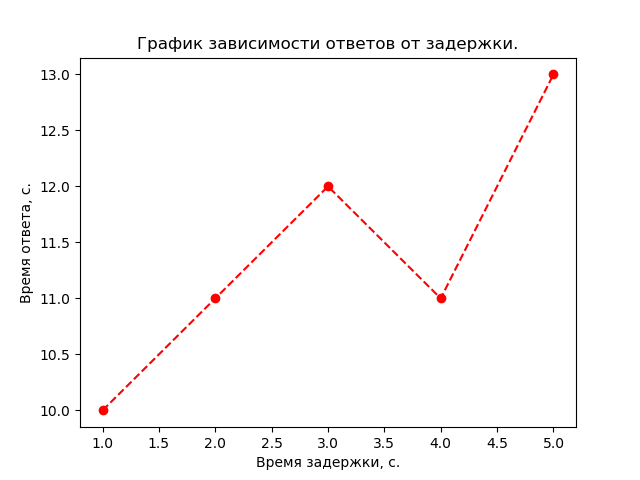 График зависимости ответов от задержки.
13.0
12.5
12.0
11.5
11.0
10.5
10.0
Время ответа, с.
1.0 1.5 2.0 2.5 3.0 3.5 4.0 4.5 5.0
Время задержки, с.